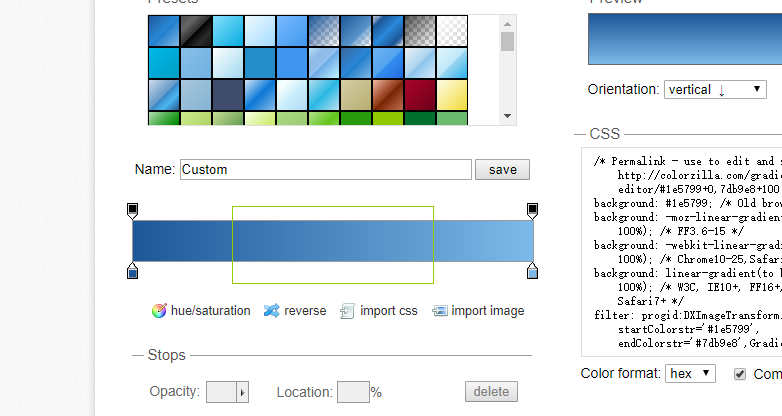 Presets
Preview
Orientation: vertical ↓
CSS
Name: Custom save
/* Permalink - use to edit and s
http://colorzilla.com/gradie
editor/#1e5799+0,7db9e8+100
background: #1e5799; /* Old brow
background: -moz-linear-gradient
100%); /* FF3.6-15 */
background: -webkit-linear-gradi
100%); /* Chrome10-25,Safari
background: linear-gradient(to b
100%); /* W3C, IE10+, FF16+,
Safari7+ */
filter: progid:DXImageTransform.
startColorstr='#1e5799',
endColorstr='#7db9e8',Gradie
hue/saturation reverse import css import image
Stops
Color format: hex Com
Opacity: Location: % delete